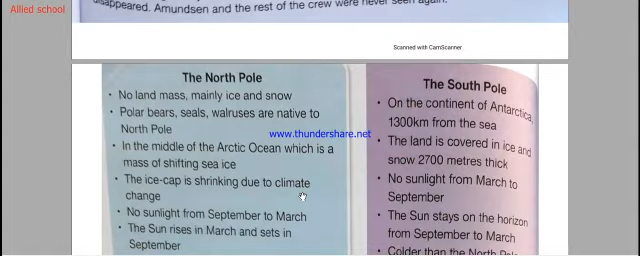 Allied school
disappeared. Amundsen and the rest of the crew were never seen again.
Scanned with CamScanner
The North Pole
• No land mass, mainly ice and snow
• Polar bears, seals, walruses are native to
North Pole
• In the middle of the Arctic Ocean which is a
mass of shifting sea ice
• The ice-cap is shrinking due to climate
change
• No sunlight from September to March
• The Sun rises in March and sets in
September
www.thundershare.net
The South Pole
• On the continent of Antarctica,
1300km from the sea
• The land is covered in ice and
snow 2700 metres thick
• No sunlight from March to
September
• The Sun stays on the horizon
from September to March
• Colder than the North Pole